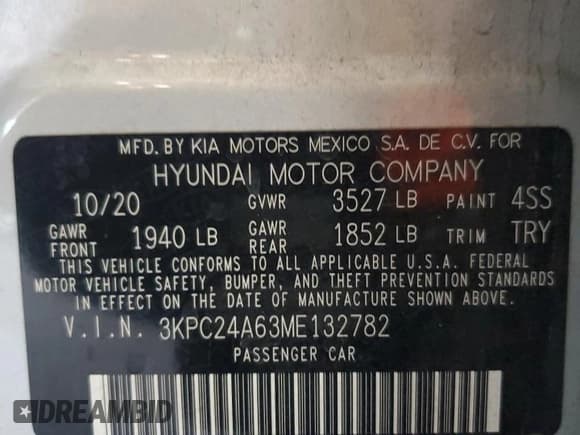 MFD. BY KIA MOTORS MEXICO S.A. DE C.V. FOR
HYUNDAI MOTOR COMPANY
10/20 GVWR 3527 LB PAINT 4SS
GAWR FRONT 1940 LB GAWR REAR 1852 LB TRIM TRY
THIS VEHICLE CONFORMS TO ALL APPLICABLE U.S.A. FEDERAL
MOTOR VEHICLE SAFETY, BUMPER, AND THEFT PREVENTION STANDARDS
IN EFFECT ON THE DATE OF MANUFACTURE SHOWN ABOVE.
V.I.N. 3KPC24A63ME132782
PASSENGER CAR
DREAMBID